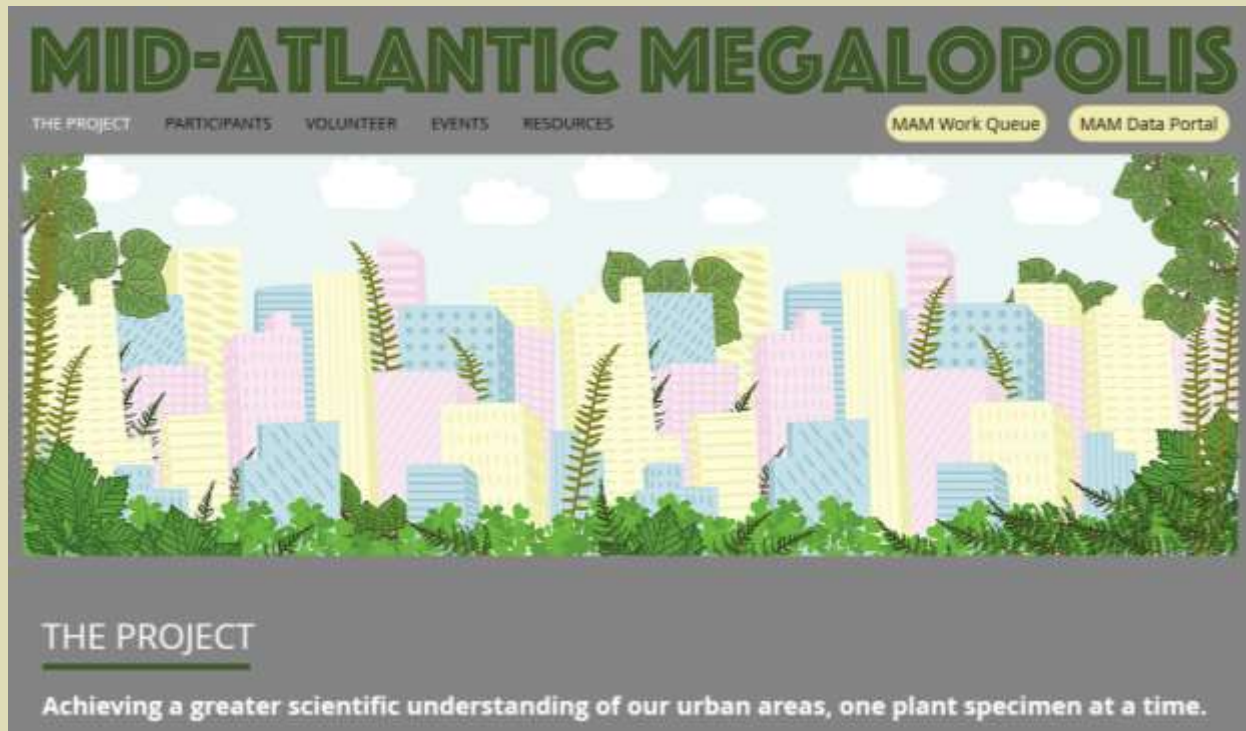 MID-ATLANTIC MEGALOPOLIS
THE PROJECT PARTICIPANTS VOLUNTEER EVENTS RESOURCES MAM Work Queue MAM Data Portal
THE PROJECT
Achieving a greater scientific understanding of our urban areas, one plant specimen at a time.